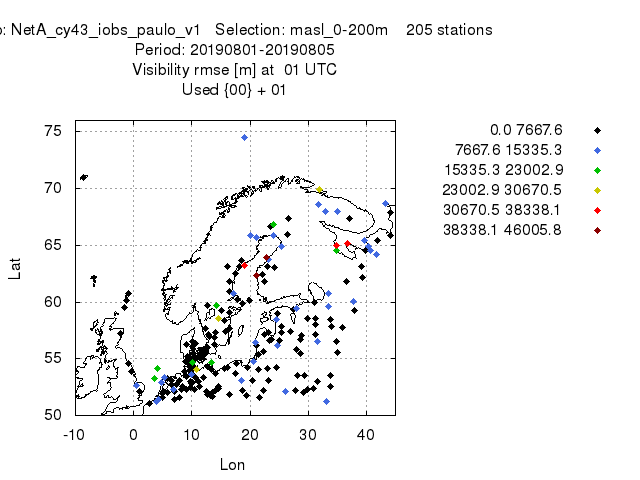 : NetA_cy43_iobs_paulo_v1 Selection: masl_0-200m 205 stations
Period: 20190801-20190805
Visibility rmse [m] at 01 UTC
Used {00} + 01
0.0 7667.6
7667.6 15335.3
15335.3 23002.9
23002.9 30670.5
30670.5 38338.1
38338.1 46005.8
75
70
65
60
55
50
Lat
-10 0 10 20 30 40
Lon